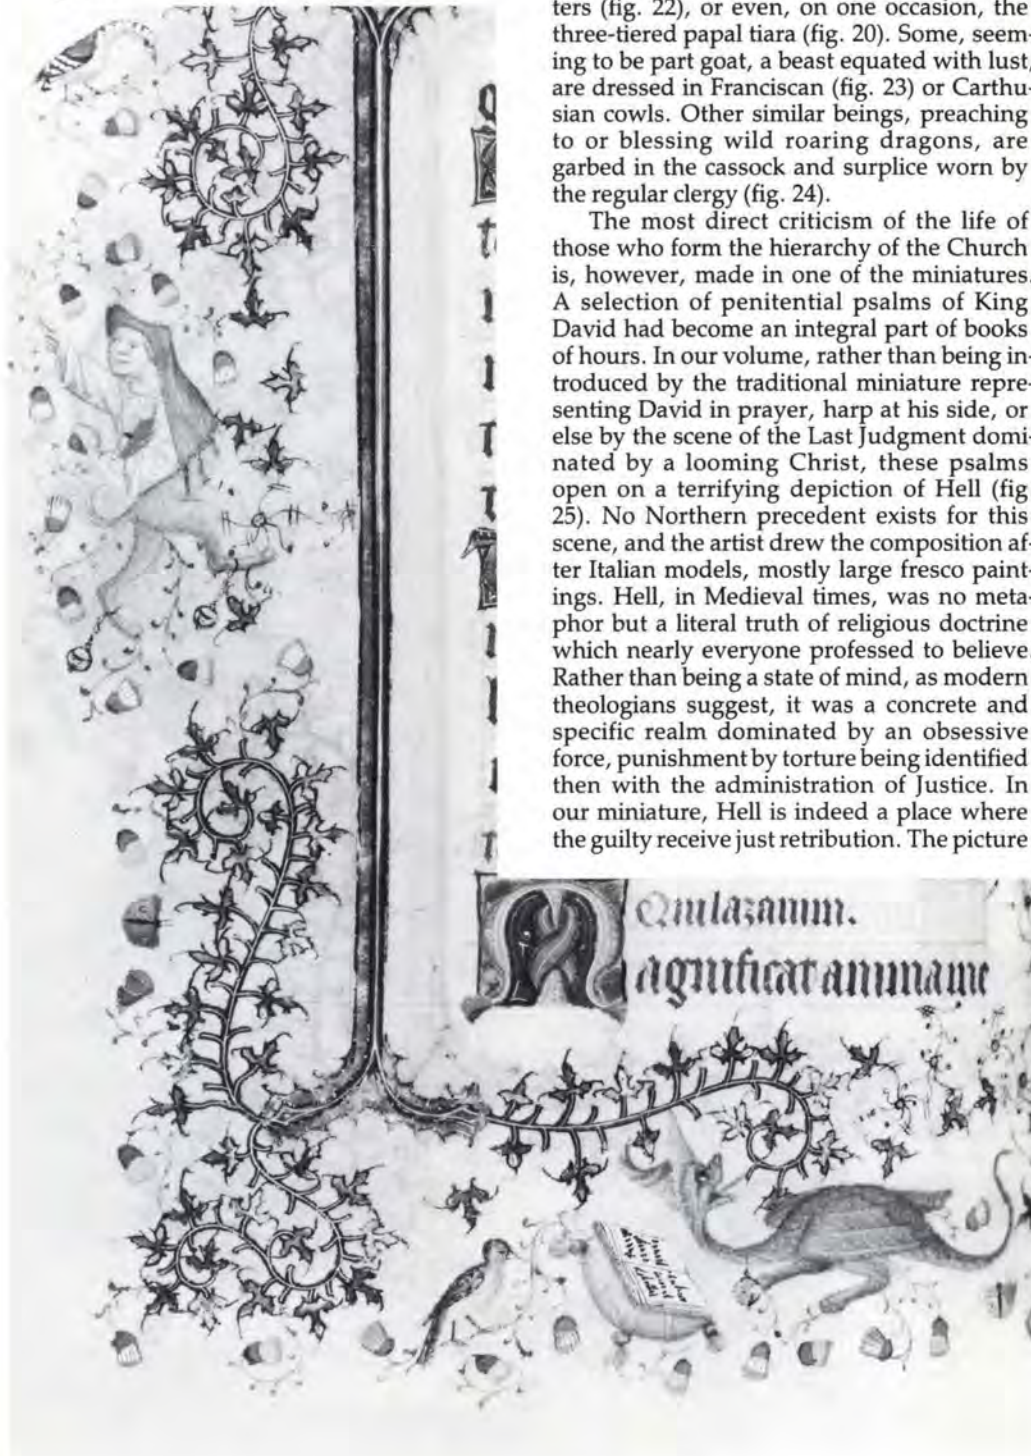 ters (fig. 22), or even, on one occasion, the
three-tiered papal tiara (fig. 20). Some, seem-
ing to be part goat, a beast equated with lust,
are dressed in Franciscan (fig. 23) or Carthu-
sian cowls. Other similar beings, preaching
to or blessing wild roaring dragons, are
garbed in the cassock and surplice worn by
the regular clergy (fig. 24).
The most direct criticism of the life of
those who form the hierarchy of the Church
is, however, made in one of the miniatures.
A selection of penitential psalms of King
David had become an integral part of books
of hours. In our volume, rather than being in-
troduced by the traditional miniature repre-
senting David in prayer, harp at his side, or
else by the scene of the Last Judgment domi-
nated by a looming Christ, these psalms
open on a terrifying depiction of Hell (fig
25). No Northern precedent exists for this
scene, and the artist drew the composition af-
ter Italian models, mostly large fresco paint-
ings. Hell, in Medieval times, was no meta-
phor but a literal truth of religious doctrine
which nearly everyone professed to believe.
Rather than being a state of mind, as modern
theologians suggest, it was a concrete and
specific realm dominated by an obsessive
force, punishment by torture being identified
then with the administration of Justice. In
our miniature, Hell is indeed a place where
the guilty receive just retribution. The picture
Magnificat anima me